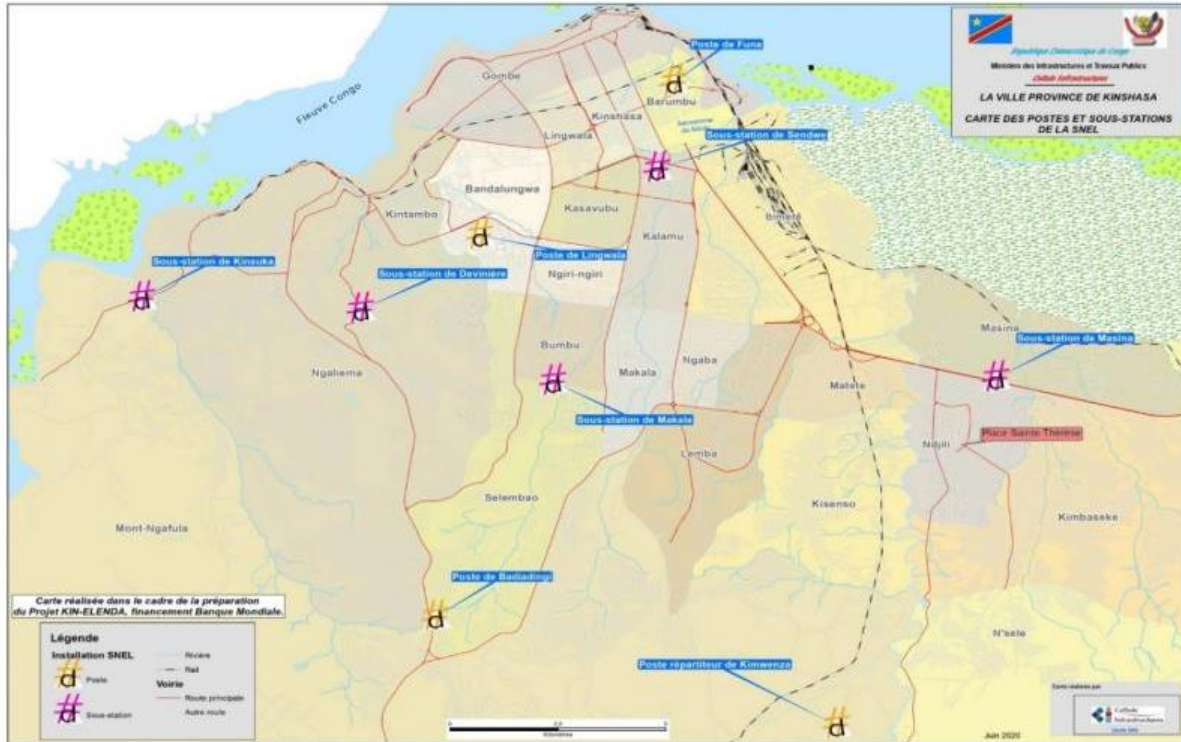 République Démocratique du Congo
Ministère des Infrastructures et Travaux Publics
Cellule Infrastructures
LA VILLE PROVINCE DE KINSHASA
CARTE DES POSTES ET SOUS-STATIONS
DE LA SNEL
Poste de Funa
Gombe
Fleuve Congo
Barumbu
Kinshasa
Lingwala
Sous-station de Sendwe
Bandalungwa
Kintambo
Kasavubu
Limete
Kalamu
Poste de Lingwala
Sous-station de Kinsuka
Sous-station de Devinière
Ngiri-ngiri
Masina
Sous-station de Masina
Bumbu
Ngaliema
Makala
Ngaba
Matete
Sous-station de Makala
Place Sainte Thérèse
Ndjili
Lemba
Selembao
Kisenso
Kimbaseke
Mont-Ngafula
Poste de Badiadingi
Carte réalisée dans le cadre de la préparation
du Projet KIN-ELENDA, financement Banque Mondiale.
N'sele
Légende
Installation SNEL
Poste
Sous-station
Rivière
Rail
Voirie
Route principale
Autre route
Poste répartiteur de Kimwenza
Kilomètres
Juin 2020
Carte réalisée par
Cellule
Infrastructures